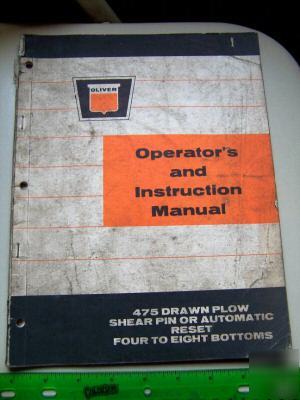 OLIVER
Operator's
and
Instruction
Manual
475 DRAWN PLOW
SHEAR PIN OR AUTOMATIC
RESET
FOUR TO EIGHT BOTTOMS